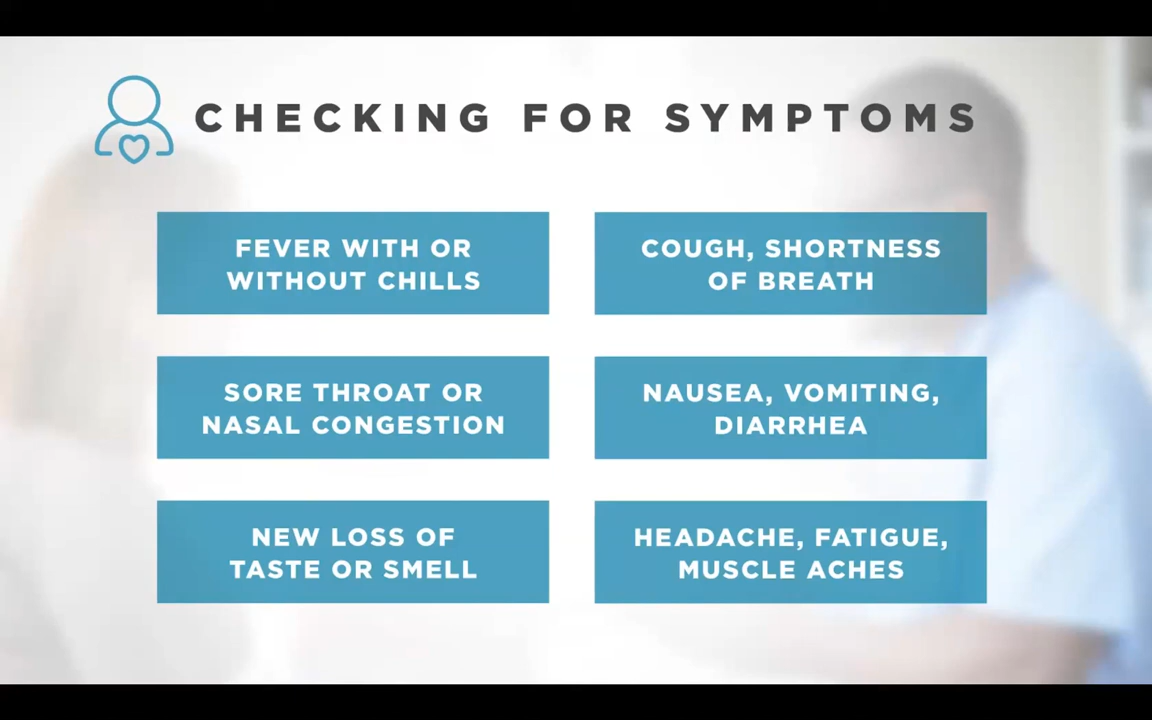 CHECKING FOR SYMPTOMS
FEVER WITH OR
WITHOUT CHILLS
COUGH, SHORTNESS
OF BREATH
SORE THROAT OR
NASAL CONGESTION
NAUSEA, VOMITING,
DIARRHEA
NEW LOSS OF
TASTE OR SMELL
HEADACHE, FATIGUE,
MUSCLE ACHES